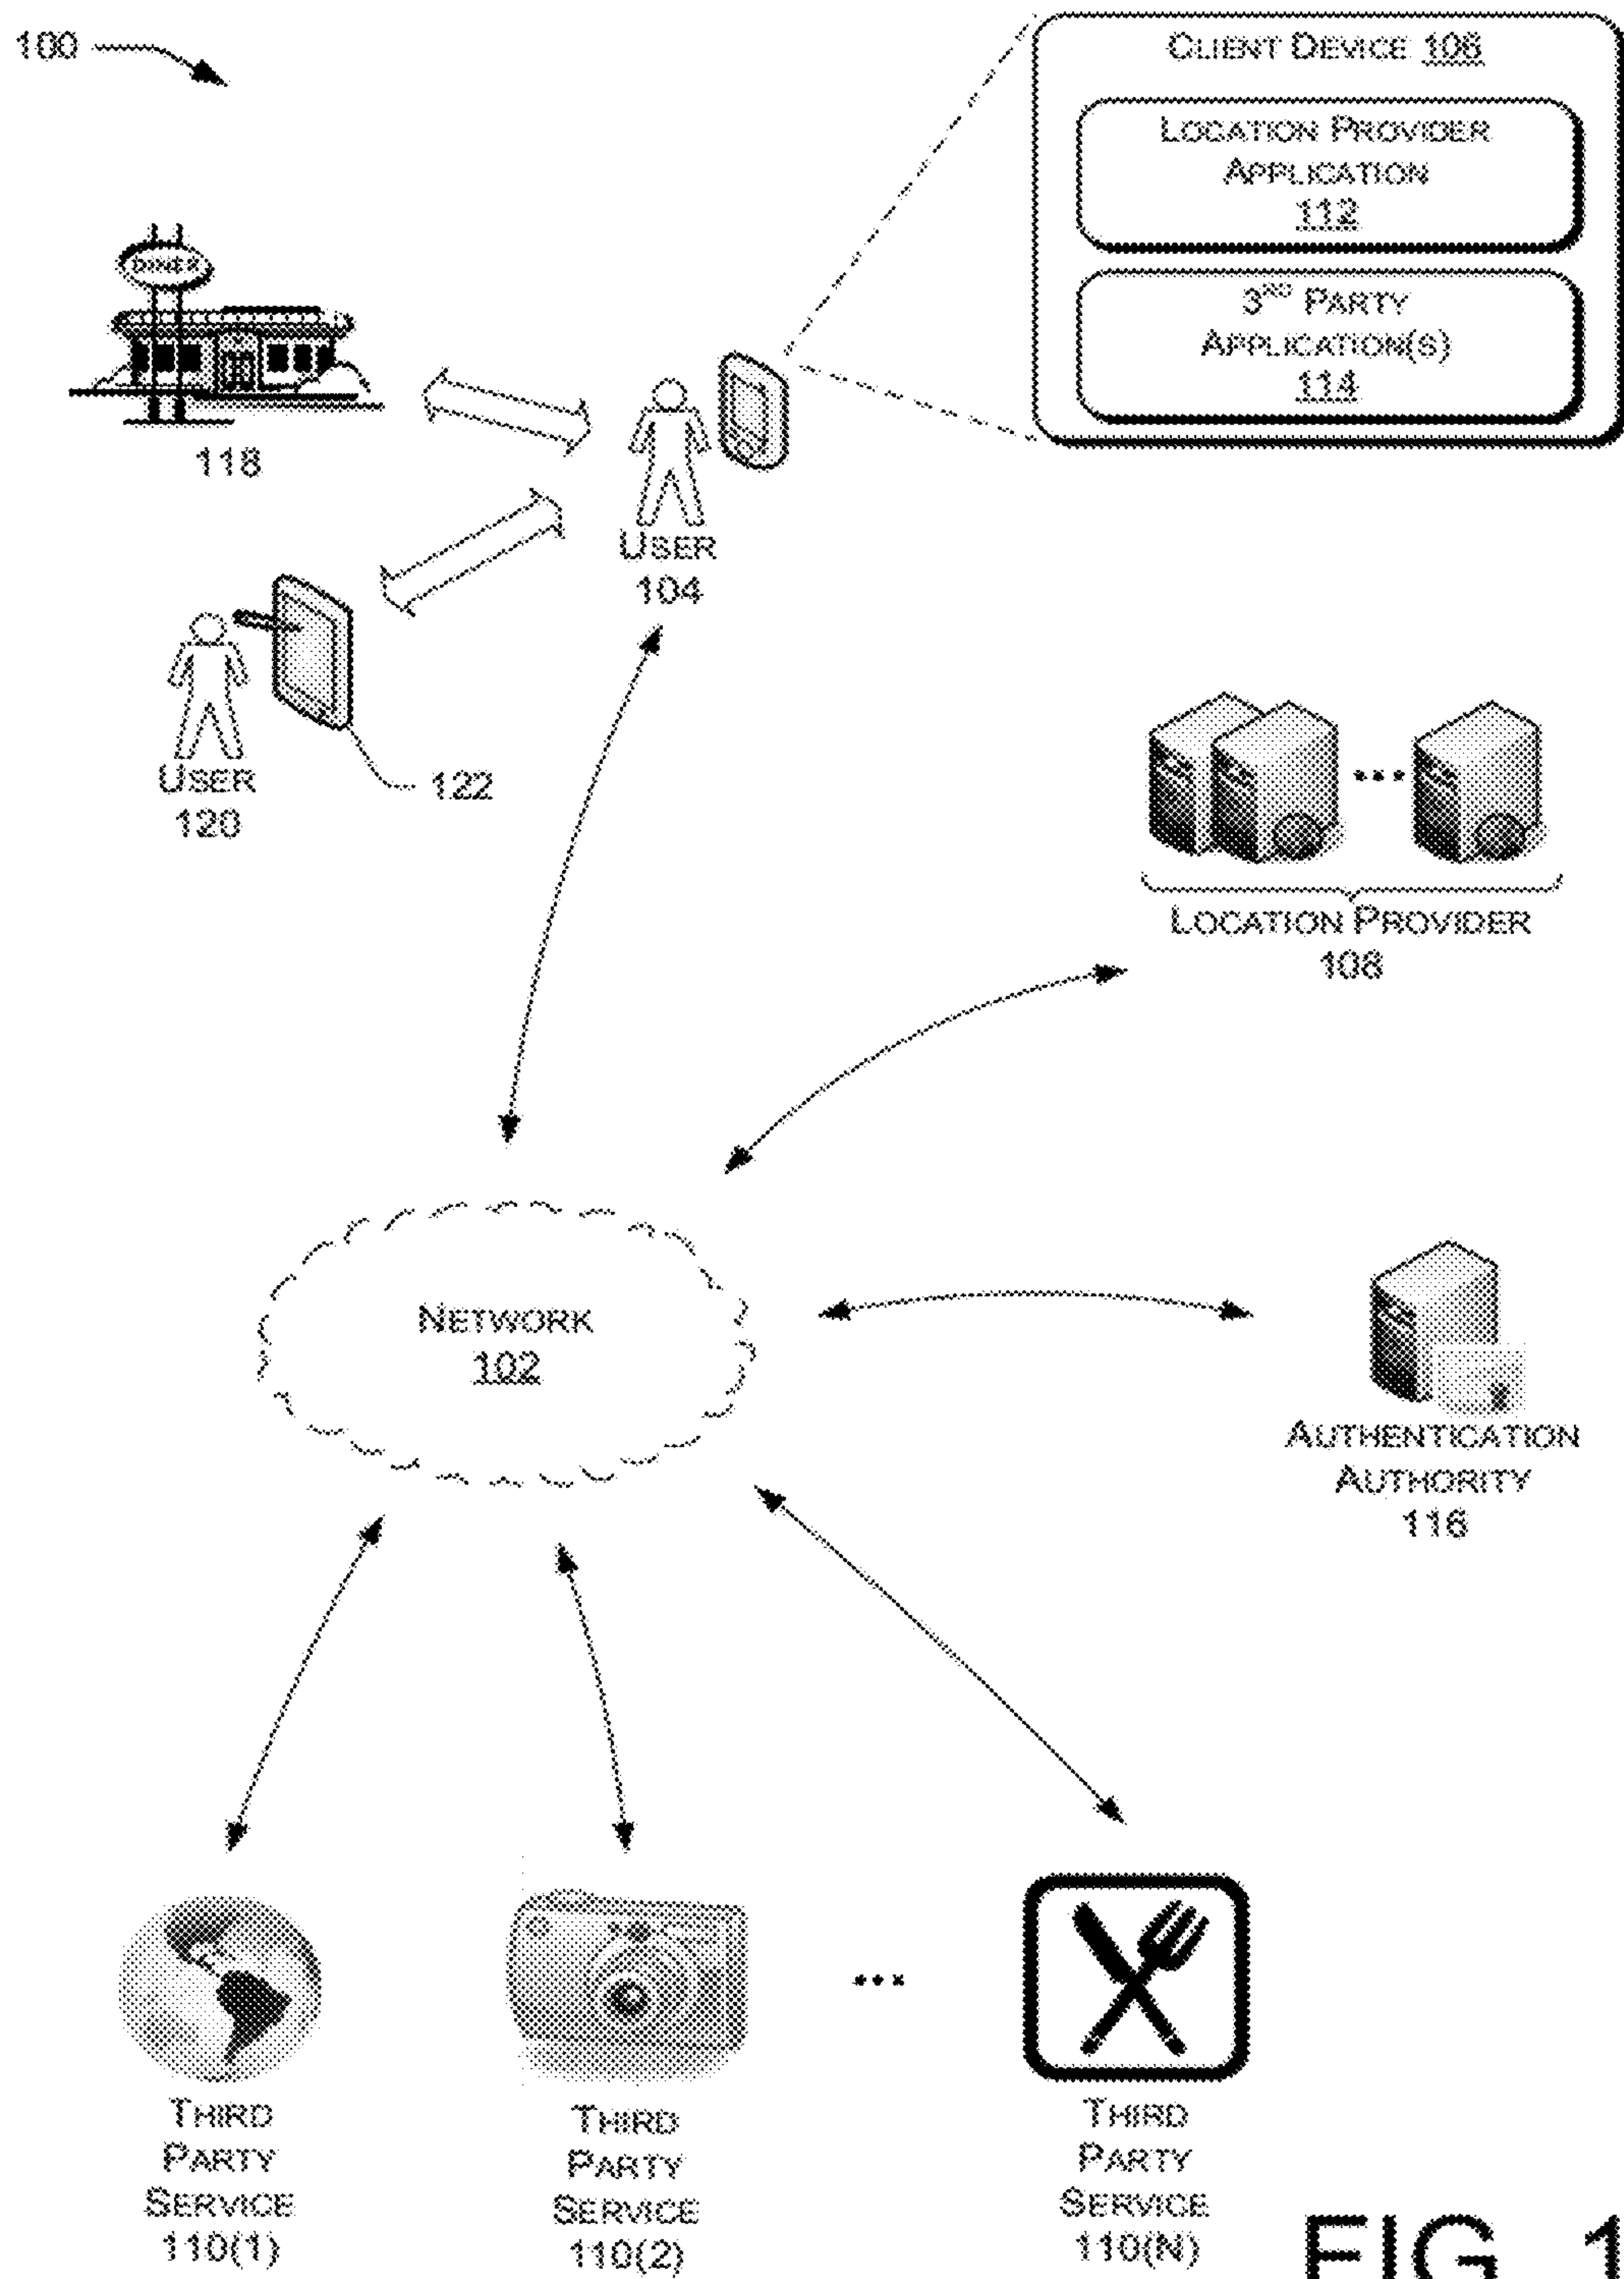 100
CLIENT DEVICE 106
LOCATION PROVIDER
APPLICATION
112
3RD PARTY
APPLICATION(S)
114
DINER
118
USER
104
USER
120
122
LOCATION PROVIDER
108
NETWORK
102
AUTHENTICATION
AUTHORITY
116
THIRD
PARTY
SERVICE
110(1)
THIRD
PARTY
SERVICE
110(2)
THIRD
PARTY
SERVICE
110(N)
FIG. 1